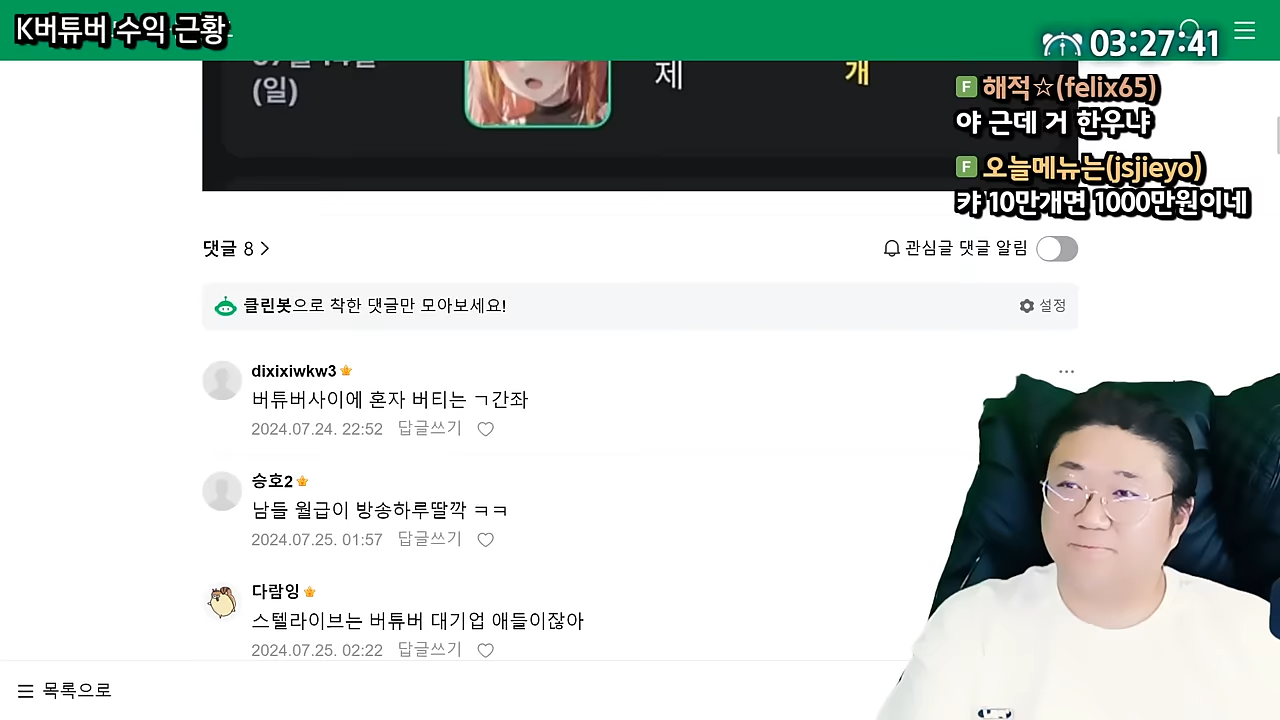 K버튜버 수익 근황
03:27:41
(일)
제
개
F 해적☆(felix65)
야 근데 거 한우냐
F 오늘메뉴는(jsjieyo)
캬 10만개면 1000만원이네
댓글 8 >
관심글 댓글 알림
클린봇으로 착한 댓글만 모아보세요!
설정
dixixiwkw3
버튜버사이에 혼자 버티는 ㄱ간좌
2024.07.24. 22:52 답글쓰기
승호2
남들 월급이 방송하루딸깍 ㅋㅋ
2024.07.25. 01:57 답글쓰기
다람잉
스텔라이브는 버튜버 대기업 애들이잖아
2024.07.25. 02:22 답글쓰기
목록으로